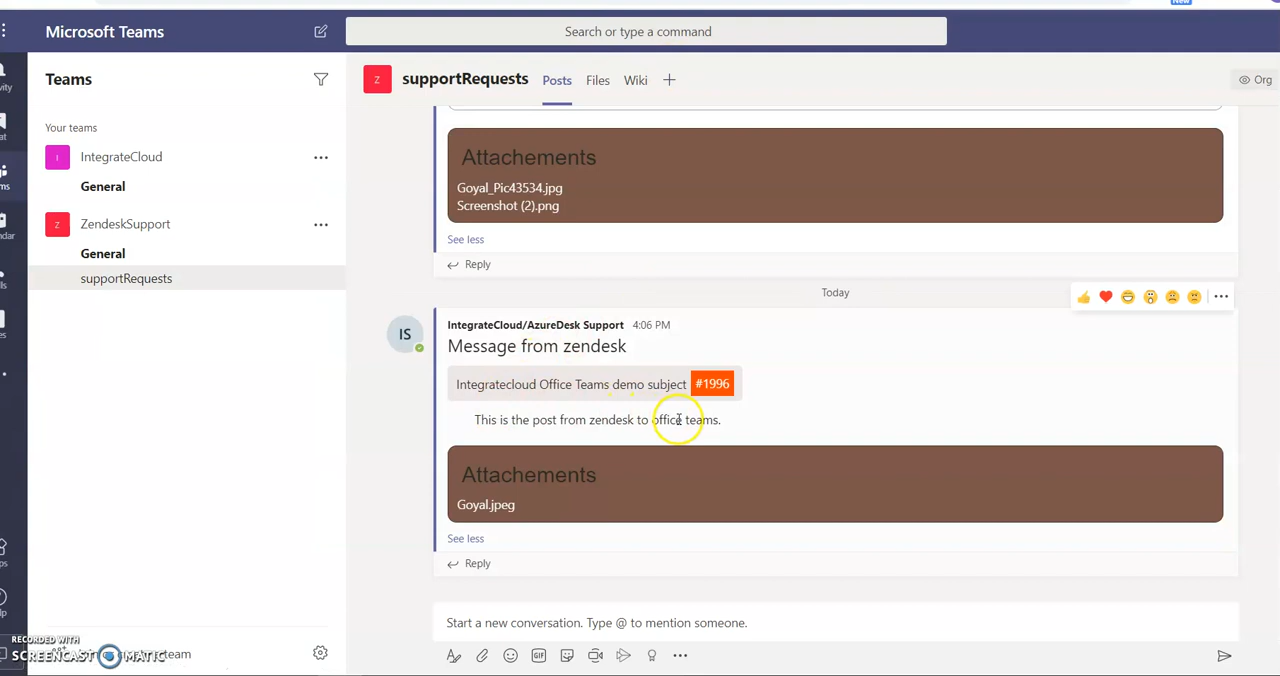 New
Microsoft Teams
Search or type a command
Teams
Z
supportRequests
Posts
Files
Wiki
Org
Your teams
I
IntegrateCloud
General
Z
ZendeskSupport
General
supportRequests
Attachements
Goyal_Pic43534.jpg
Screenshot (2).png
See less
Reply
Today
IS
IntegrateCloud/AzureDesk Support 4:06 PM
Message from zendesk
Integratecloud Office Teams demo subject #1996
This is the post from zendesk to office teams.
Attachements
Goyal.jpeg
See less
Reply
Start a new conversation. Type @ to mention someone.
GIF
RECORDED WITH
SCREENCAST MATIC
team